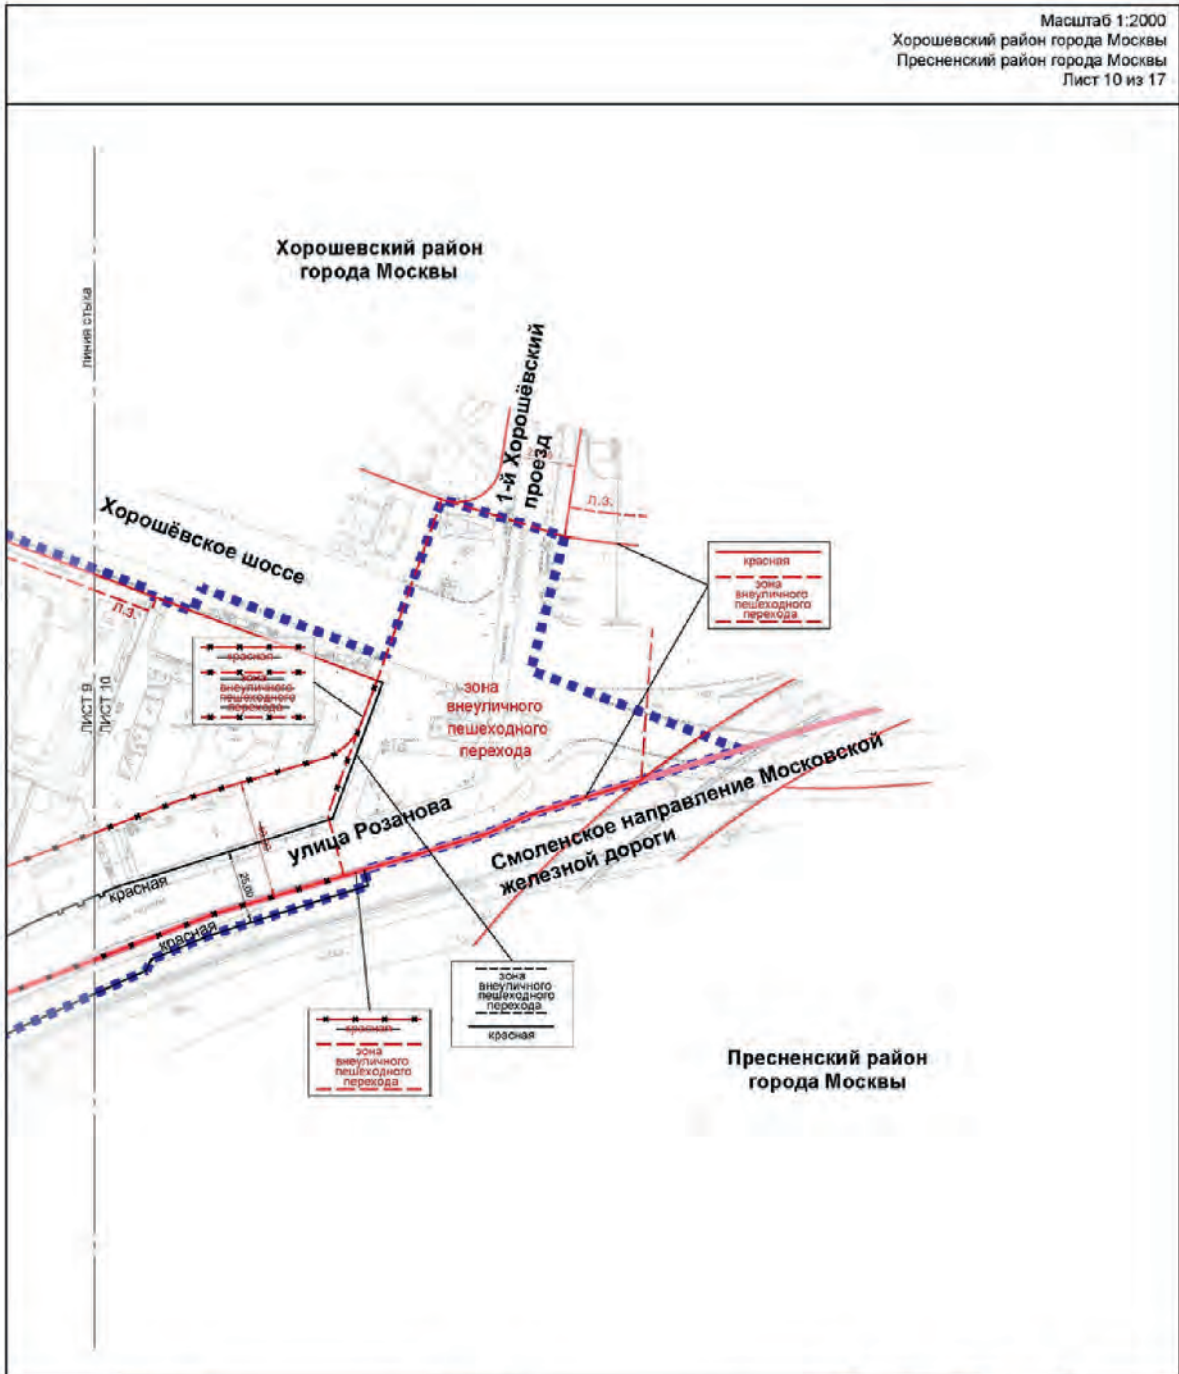 Масштаб 1:2000
Хорошевский район города Москвы
Пресненский район города Москвы
Лист 10 из 17
Хорошевский район
города Москвы
линия стыка
1-й Хорошёвский
проезд
Л.З.
Хорошёвское шоссе
Л.З.
красная
зона
внеуличного
пешеходного
перехода
красная
зона
внеуличного
пешеходного
перехода
ЛИСТ 9
ЛИСТ 10
зона
внеуличного
пешеходного
перехода
улица Розанова
Смоленское направление Московской
железной дороги
25,00
красная
красная
зона
внеуличного
пешеходного
перехода
красная
красная
зона
внеуличного
пешеходного
перехода
Пресненский район
города Москвы